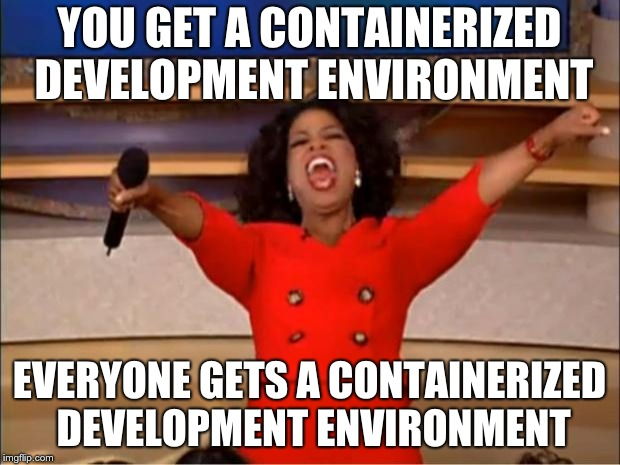 YOU GET A CONTAINERIZED
DEVELOPMENT ENVIRONMENT
EVERYONE GETS A CONTAINERIZED
DEVELOPMENT ENVIRONMENT
imgflip.com